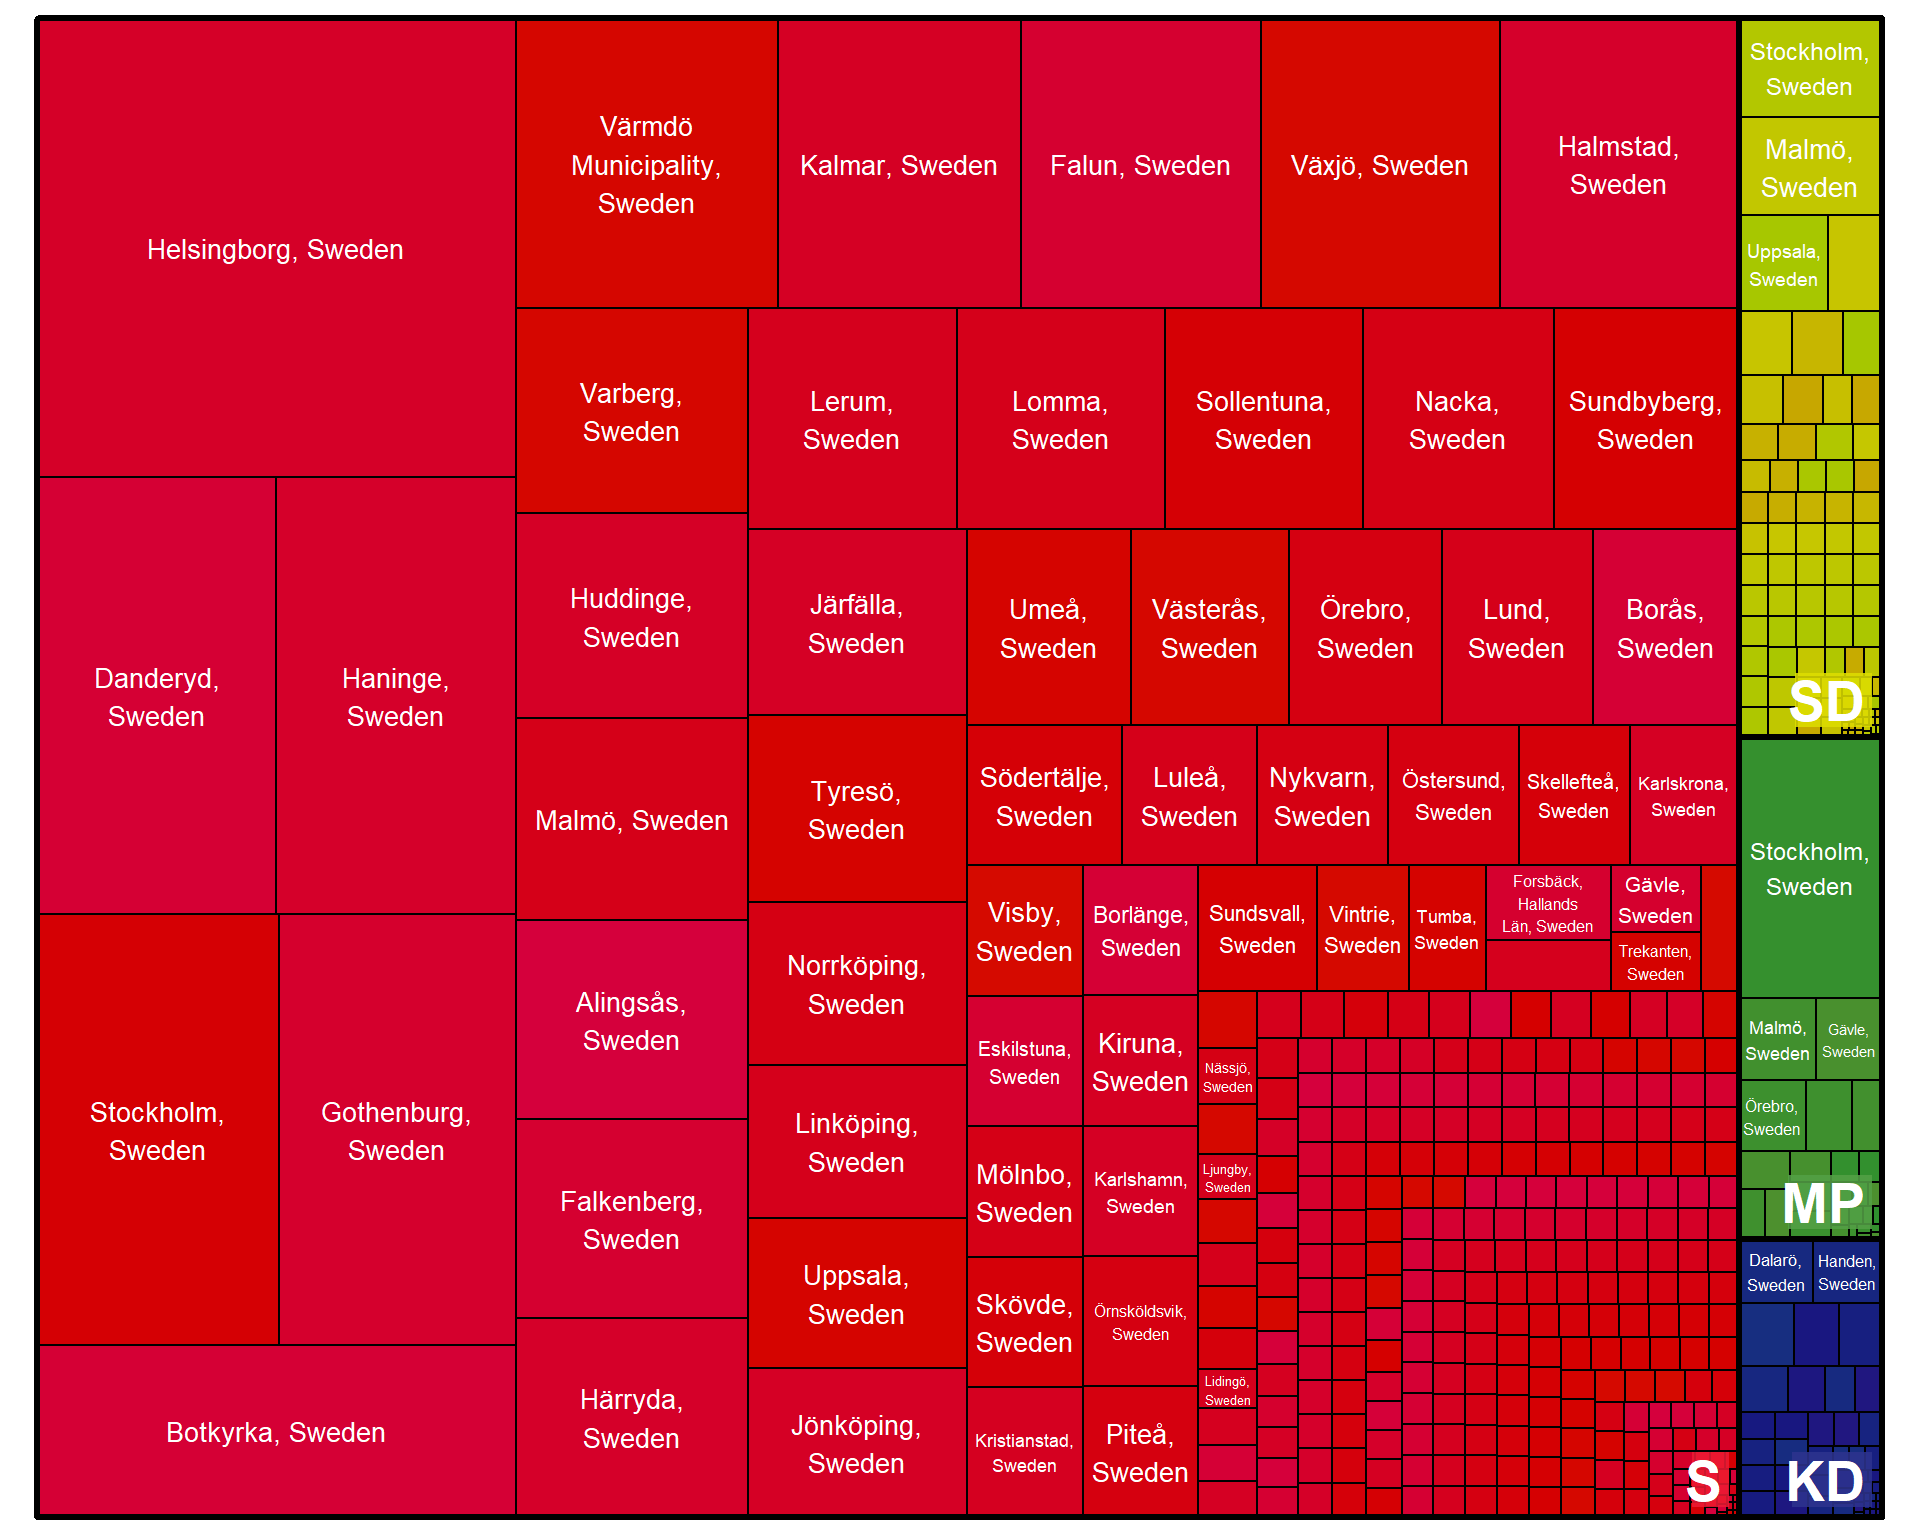 Helsingborg, Sweden
Danderyd,
Sweden
Haninge,
Sweden
Stockholm,
Sweden
Gothenburg,
Sweden
Botkyrka, Sweden
Värmdö
Municipality,
Sweden
Kalmar, Sweden
Falun, Sweden
Växjö, Sweden
Halmstad,
Sweden
Varberg,
Sweden
Huddinge,
Sweden
Malmö, Sweden
Alingsås,
Sweden
Falkenberg,
Sweden
Härryda,
Sweden
Lerum,
Sweden
Lomma,
Sweden
Sollentuna,
Sweden
Nacka,
Sweden
Sundbyberg,
Sweden
Järfälla,
Sweden
Tyresö,
Sweden
Norrköping,
Sweden
Linköping,
Sweden
Uppsala,
Sweden
Jönköping,
Sweden
Umeå,
Sweden
Västerås,
Sweden
Örebro,
Sweden
Lund,
Sweden
Borås,
Sweden
Södertälje,
Sweden
Luleå,
Sweden
Nykvarn,
Sweden
Östersund,
Sweden
Skellefteå,
Sweden
Karlskrona,
Sweden
Visby,
Sweden
Eskilstuna,
Sweden
Mölnbo,
Sweden
Skövde,
Sweden
Kristianstad,
Sweden
Borlänge,
Sweden
Kiruna,
Sweden
Karlshamn,
Sweden
Örnsköldsvik,
Sweden
Piteå,
Sweden
Sundsvall,
Sweden
Vintrie,
Sweden
Tumba,
Sweden
Forsbäck,
Hallands
Län, Sweden
Gävle,
Sweden
Trekanten,
Sweden
Nässjö,
Sweden
Ljungby,
Sweden
Lidingö,
Sweden
S
Stockholm,
Sweden
Malmö,
Sweden
Uppsala,
Sweden
SD
Stockholm,
Sweden
Malmö,
Sweden
Gävle,
Sweden
Örebro,
Sweden
MP
Dalarö,
Sweden
Handen,
Sweden
KD